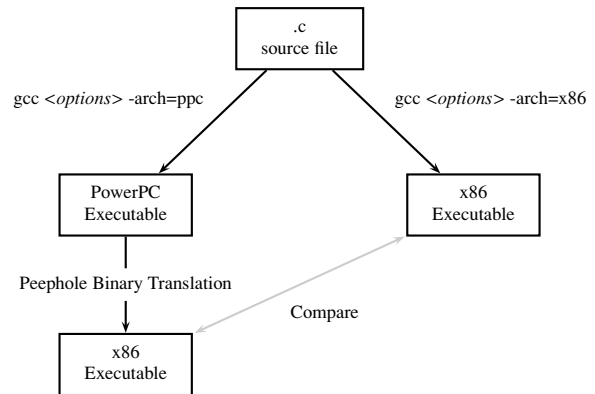 .c
source file
gcc <options> -arch=ppc
gcc <options> -arch=x86
PowerPC
Executable
x86
Executable
Peephole Binary Translation
Compare
x86
Executable